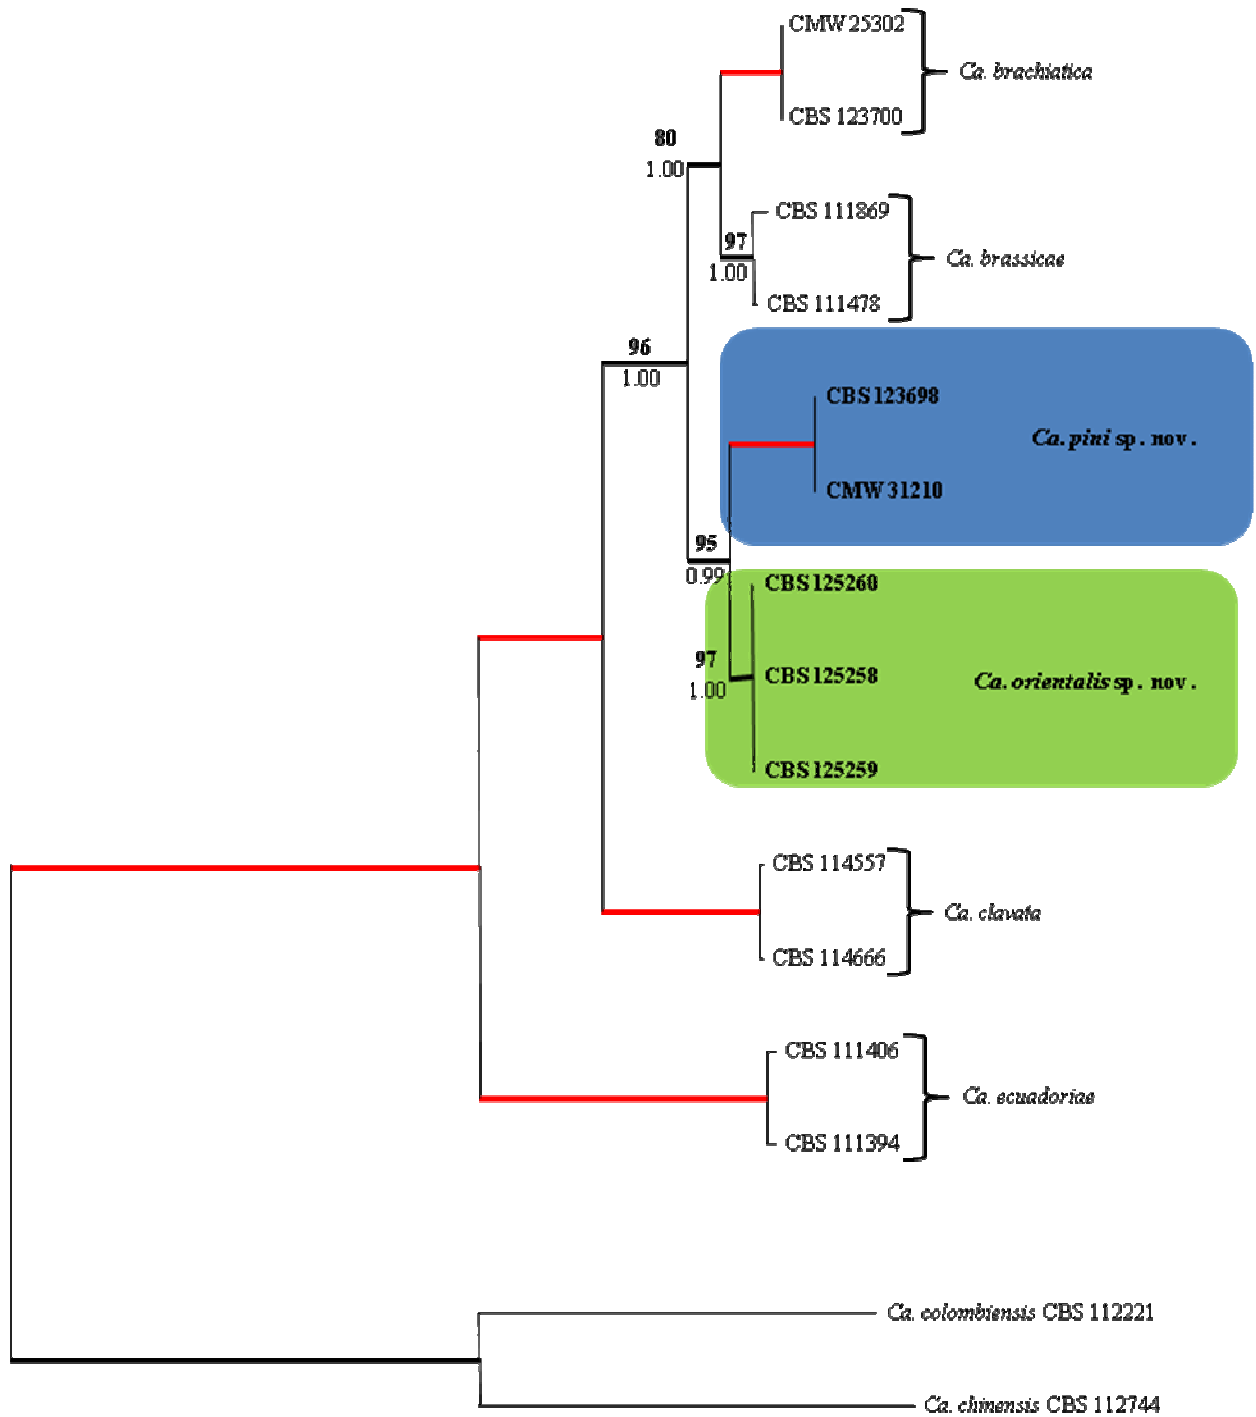 CMW 25302
Ca. brachiatica
CBS 123700
80
1.00
CBS 111869
97
1.00
Ca. brassicae
CBS 111478
96
1.00
CBS 123698
Ca. pini sp. nov.
CMW 31210
95
0.99
CBS 125260
97
1.00
CBS 125258
Ca. orientalis sp. nov.
CBS 125259
CBS 114557
Ca. clavata
CBS 114666
CBS 111406
Ca. ecuadoriae
CBS 111394
Ca. colombiensis CBS 112221
Ca. chinensis CBS 112744